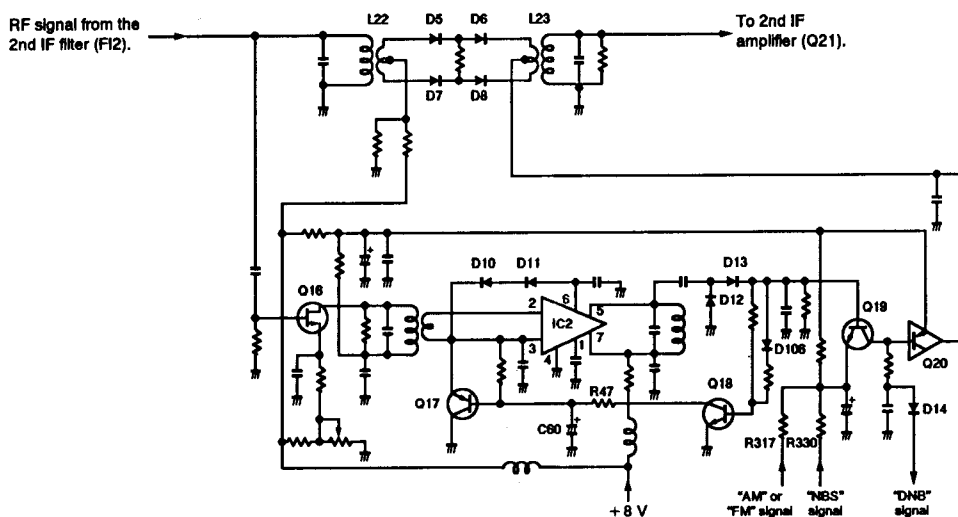 RF signal from the
2nd IF filter (FI2).
L22
D5
D6
L23
To 2nd IF
amplifier (Q21).
D7
D8
D10
D11
D13
Q16
6
5
D12
Q19
2
IC2
3
4
1
7
D106
Q20
Q17
R47
Q18
C60
D14
R317
R330
"AM" or
"FM" signal
"NBS"
signal
"DNB"
signal
+8 V
+
+
+